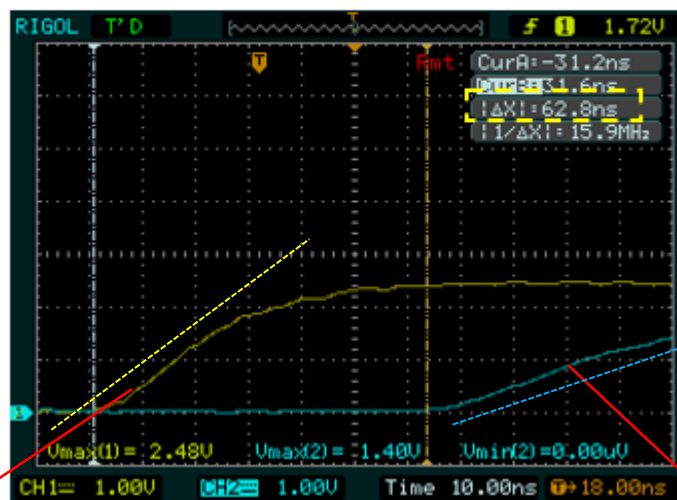 RIGOL T'D T f 1 1.72V
T Rmt CurA:-31.2ns
CurB: 31.6ns
|ΔX|: 62.8ns
|1/ΔX|: 15.9MHz
1
Vmax(1)= 2.48V Vmax(2)= 1.40V Vmin(2)=0.00uV
CH1 1.00V CH2 1.00V Time 10.00ns T→18.00ns